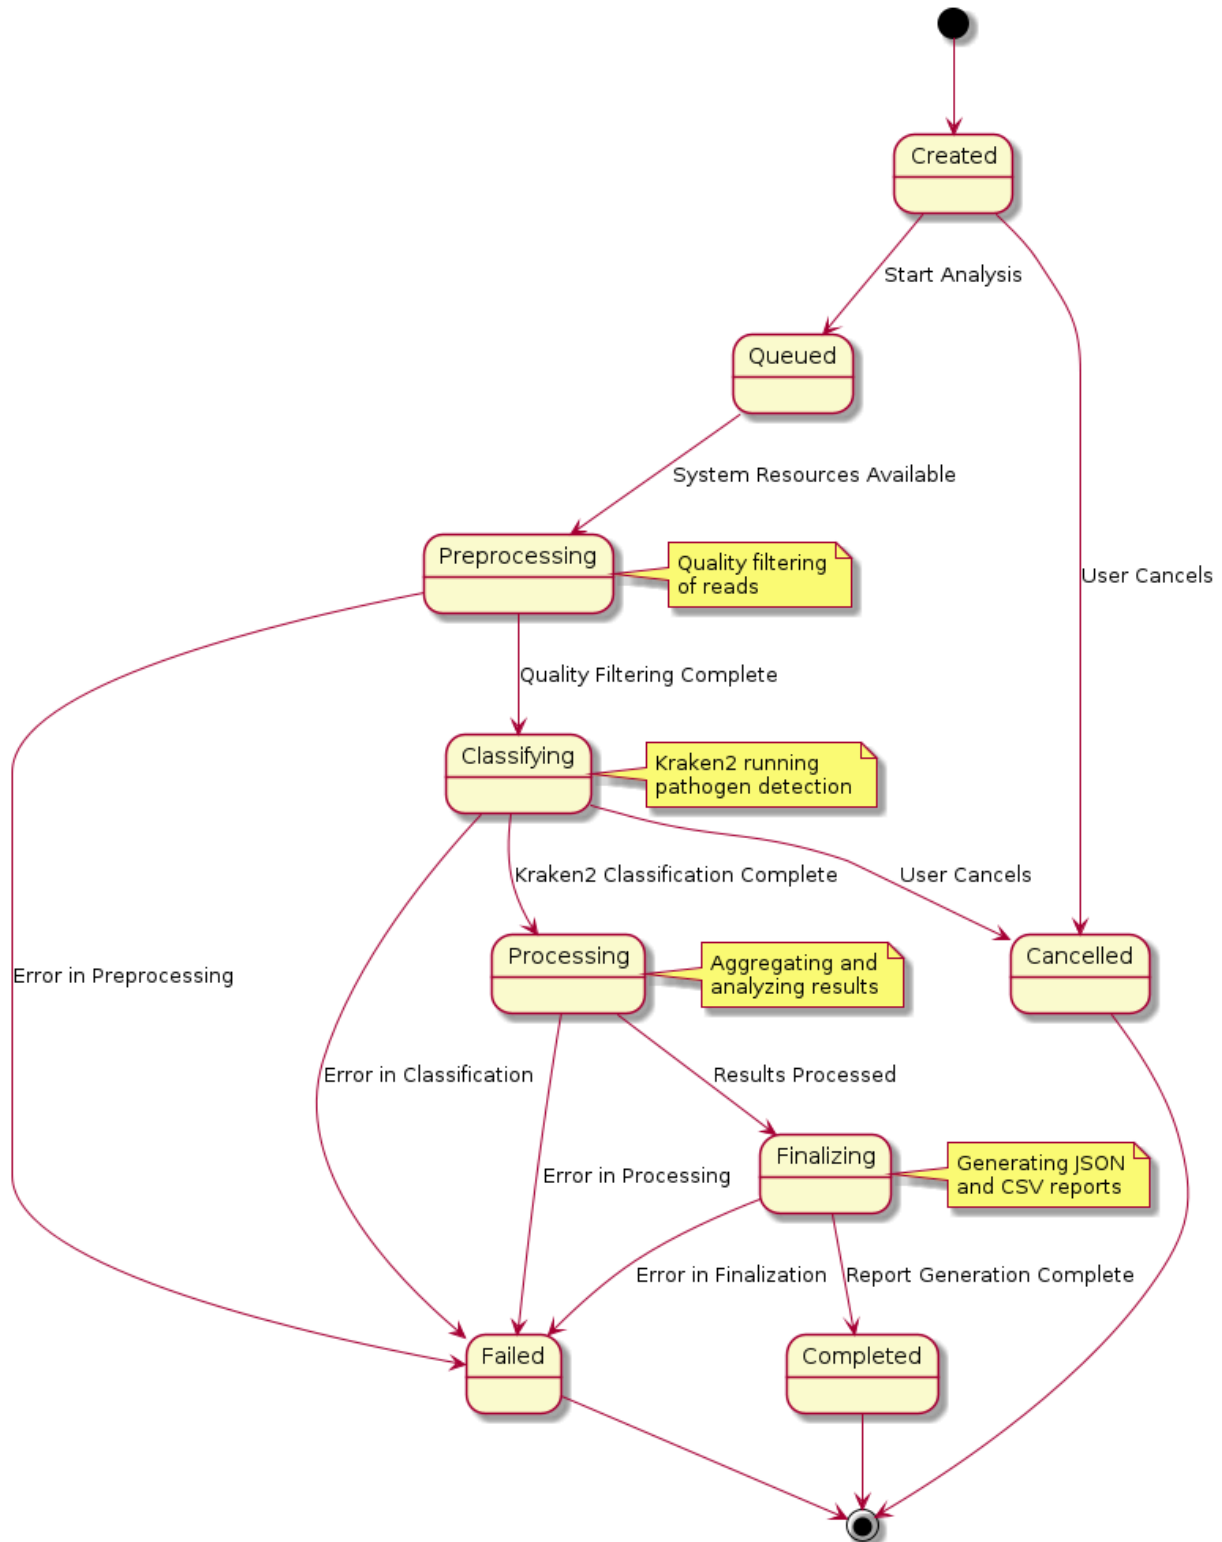 Created
Start Analysis
Queued
System Resources Available
User Cancels
Preprocessing
Quality filtering
of reads
Quality Filtering Complete
Classifying
Kraken2 running
pathogen detection
Kraken2 Classification Complete
User Cancels
Error in Preprocessing
Processing
Aggregating and
analyzing results
Cancelled
Error in Classification
Results Processed
Error in Processing
Finalizing
Generating JSON
and CSV reports
Error in Finalization
Report Generation Complete
Failed
Completed